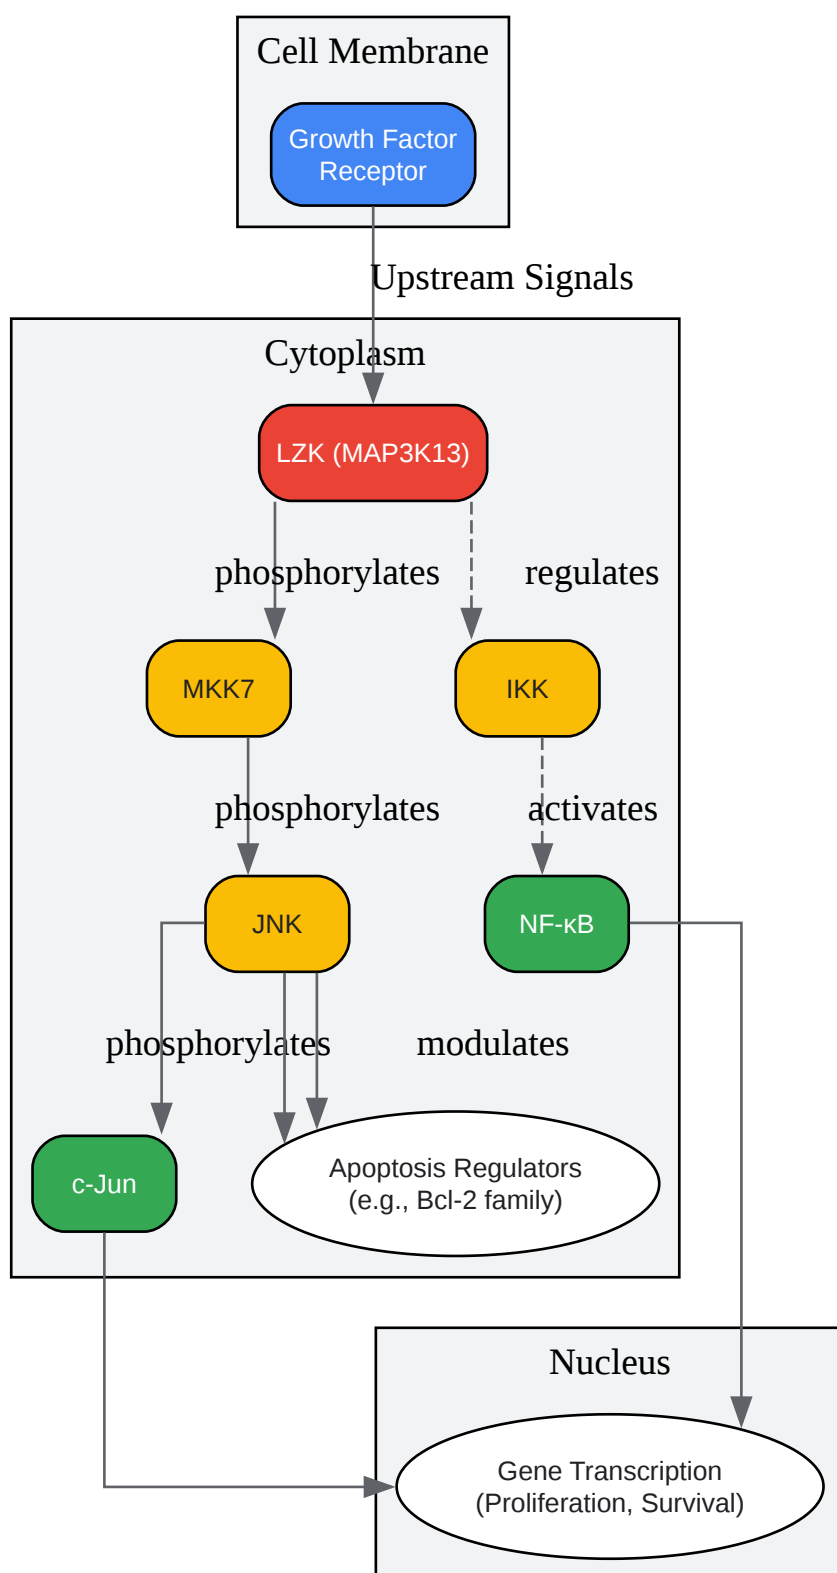 Cell Membrane
Growth Factor
Receptor
Upstream Signals
Cytoplasm
LZK (MAP3K13)
phosphorylates
regulates
MKK7
IKK
phosphorylates
activates
JNK
NF-κB
phosphorylates
modulates
c-Jun
Apoptosis Regulators
(e.g., Bcl-2 family)
Nucleus
Gene Transcription
(Proliferation, Survival)